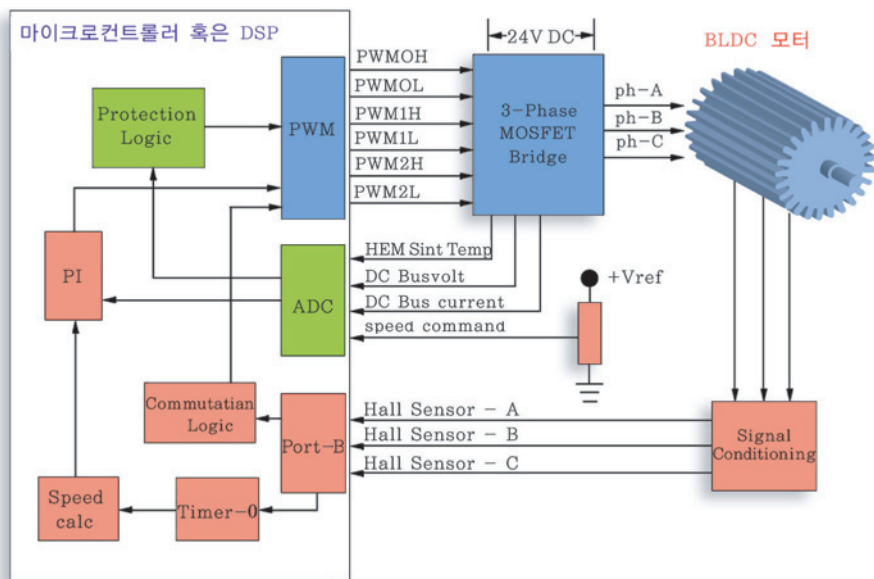 마이크로컨트롤러 혹은 DSP
24V DC
BLDC 모터
PWMOH
PWMOL
PWM1H
PWM1L
PWM2H
PWM2L
Protection
Logic
PWM
3-Phase
MOSFET
Bridge
ph-A
ph-B
ph-C
PI
ADC
HEM Sint Temp
DC Busvolt
DC Bus current
speed command
+Vref
Commutatian
Logic
Port-B
Hall Sensor - A
Hall Sensor - B
Hall Sensor - C
Signal
Conditioning
Speed
calc
Timer-0